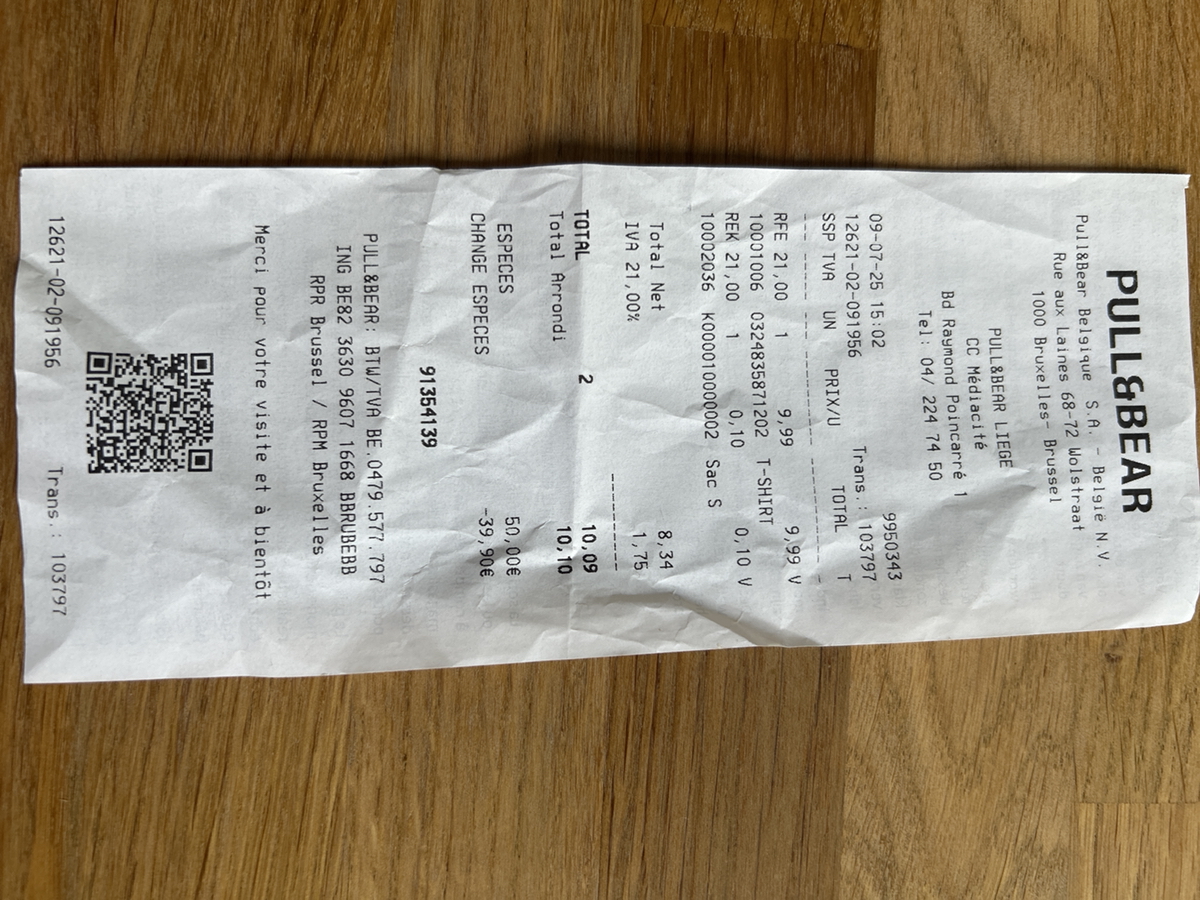 PULL&BEAR
Pull&Bear Belgique S.A. - België N.V.
Rue aux Laines 68-72 Wolstraat
1000 Bruxelles- Brussel
PULL&BEAR LIEGE
CC Médiacité
Bd Raymond Poincarré 1
Tel: 04/ 224 74 50
9950343
09-07-25 15:02 Trans.: 103797
12621-02-091956
SSP TVA UN PRIX/U TOTAL T
RFE 21,00 1 9,99 9,99 V
10001006 03248358712​02 T-SHIRT
REK 21,00 1 0,10 0,10 V
10002036 K000010000002 Sac S
Total Net 8,34
IVA 21,00% 1,75
TOTAL 2 10,09
Total Arrondi 10,10
ESPECES 50,00€
CHANGE ESPECES -39,90€
91354139
PULL&BEAR: BTW/TVA BE.0479.577.797
ING BE82 3630 9607 1668 BBRUBEBB
RPR Brussel / RPM Bruxelles
Merci pour votre visite et à bientôt
12621-02-091956 Trans.: 103797